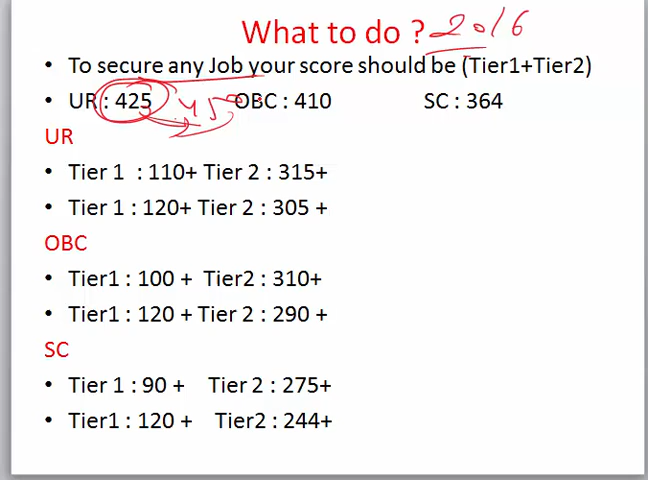 What to do ? 2016
• To secure any Job your score should be (Tier1+Tier2)
• UR : 425 450 OBC : 410 SC : 364
UR
• Tier 1 : 110+ Tier 2 : 315+
• Tier 1 : 120+ Tier 2 : 305 +
OBC
• Tier1 : 100 + Tier2 : 310+
• Tier1 : 120 + Tier 2 : 290 +
SC
• Tier 1 : 90 + Tier 2 : 275+
• Tier1 : 120 + Tier2 : 244+